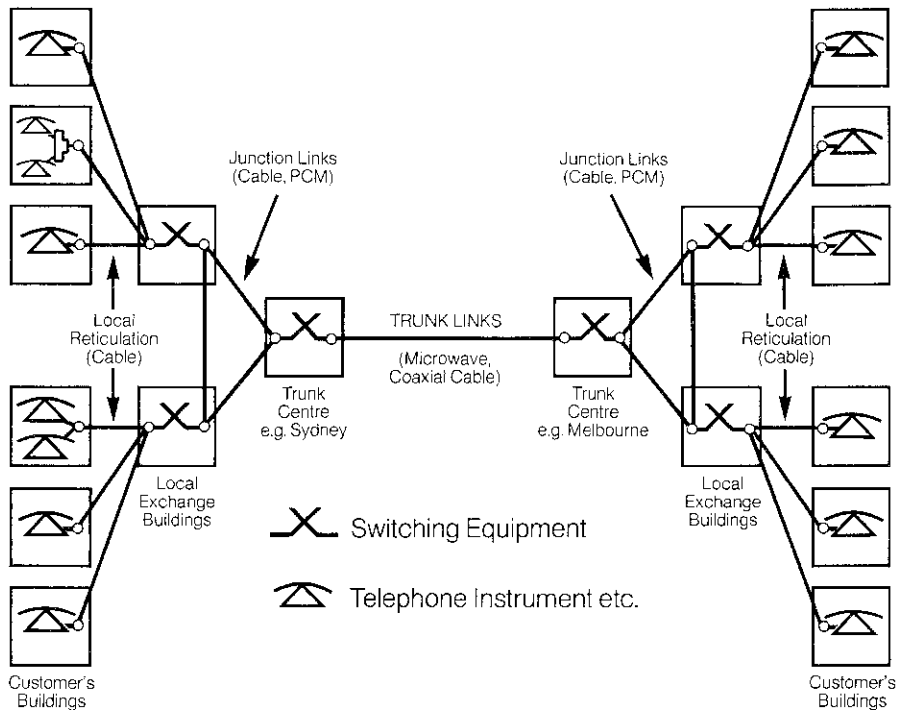 Junction Links
(Cable, PCM)
Junction Links
(Cable, PCM)
Local
Reticulation
(Cable)
TRUNK LINKS
(Microwave,
Coaxial Cable)
Local
Reticulation
(Cable)
Trunk
Centre
e.g. Sydney
Trunk
Centre
e.g. Melbourne
Local
Exchange
Buildings
Local
Exchange
Buildings
Switching Equipment
Telephone Instrument etc.
Customer's
Buildings
Customer's
Buildings